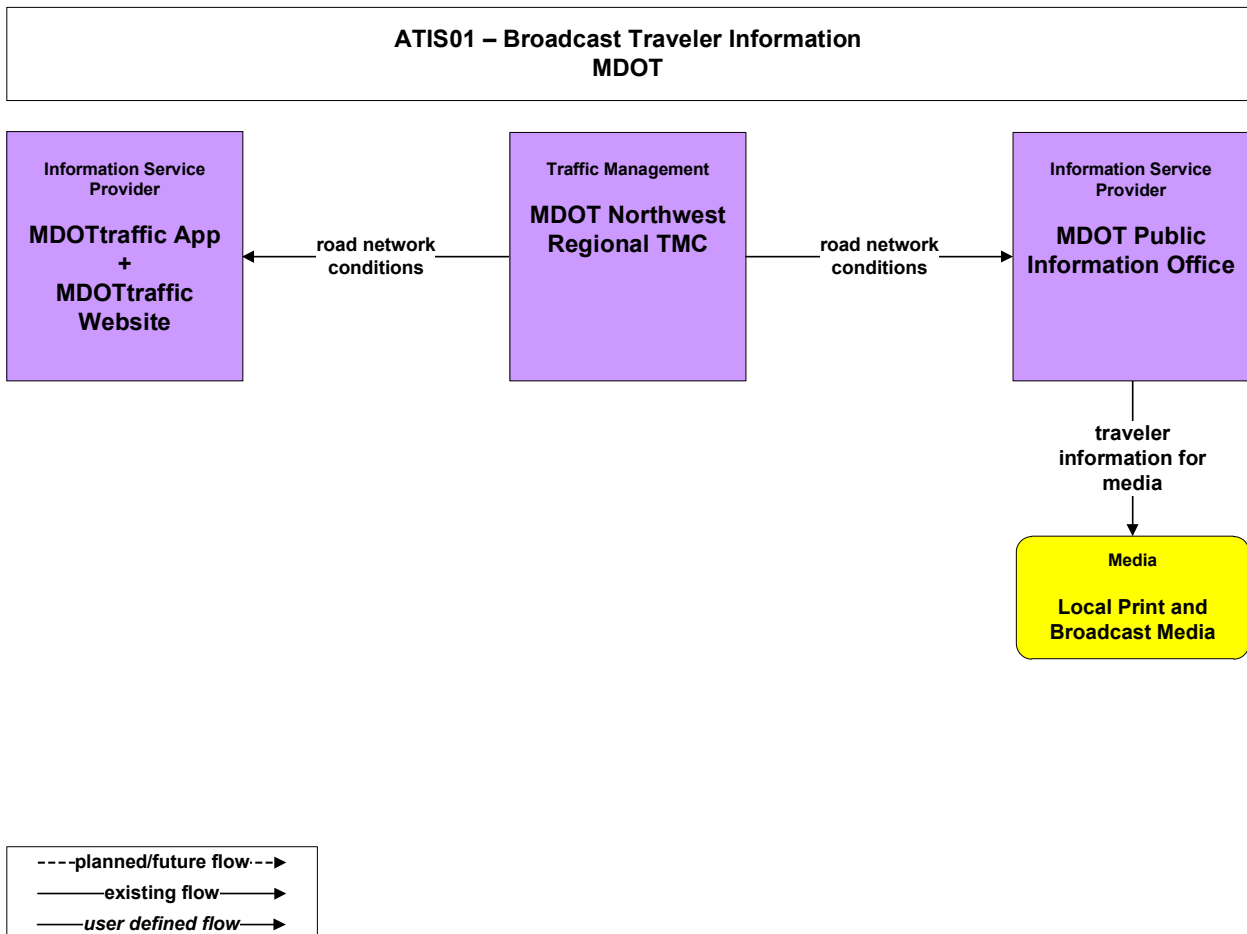 ATIS01 – Broadcast Traveler Information
MDOT
Information Service
Provider
MDOTtraffic App
+
MDOTtraffic
Website
road network
conditions
Traffic Management
MDOT Northwest
Regional TMC
road network
conditions
Information Service
Provider
MDOT Public
Information Office
traveler
information for
media
Media
Local Print and
Broadcast Media
planned/future flow
existing flow
user defined flow